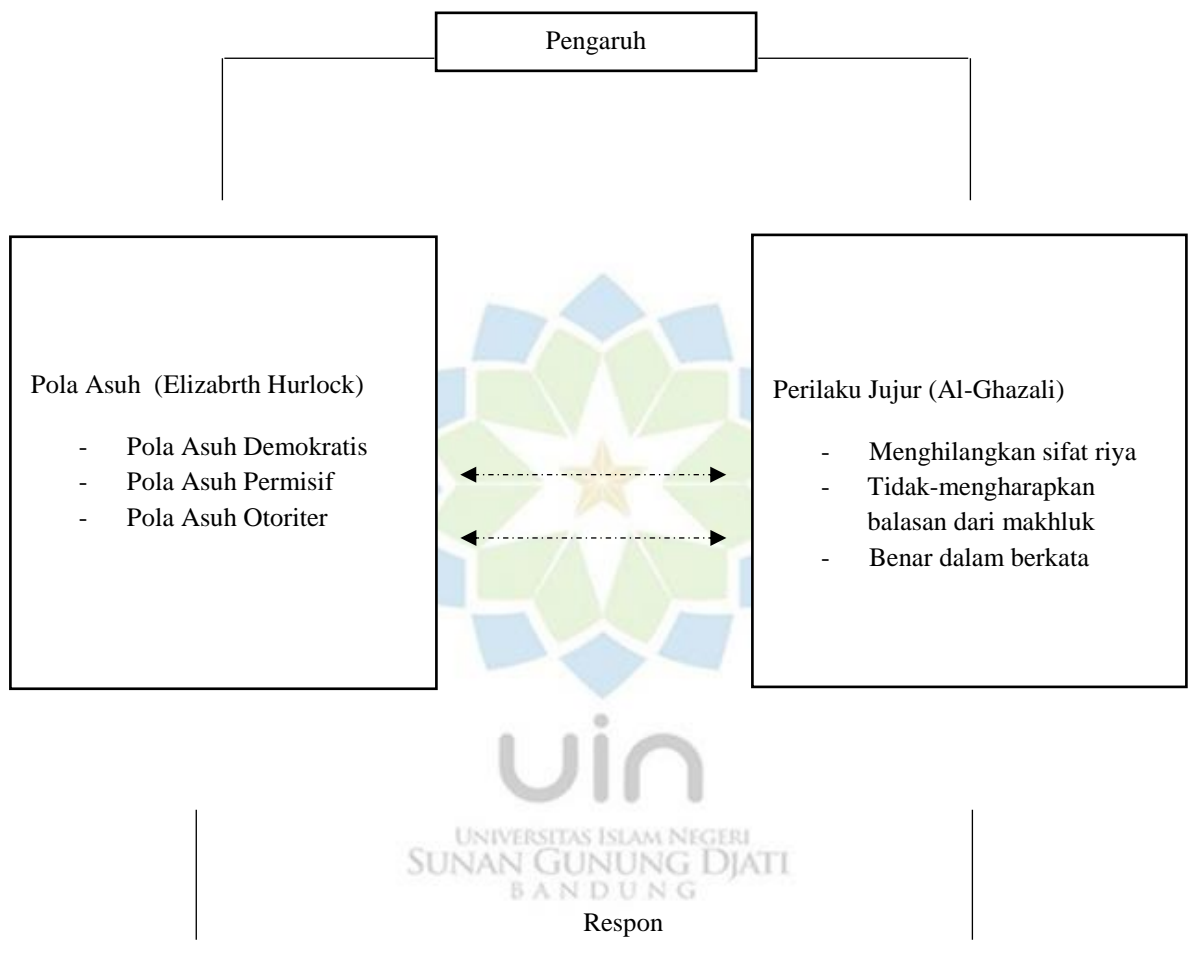 Pengaruh
Pola Asuh (Elizabrth Hurlock)
- Pola Asuh Demokratis
- Pola Asuh Permisif
- Pola Asuh Otoriter
Perilaku Jujur (Al-Ghazali)
- Menghilangkan sifat riya
- Tidak-mengharapkan
balasan dari makhluk
- Benar dalam berkata
uin
UNIVERSITAS ISLAM NEGERI
SUNAN GUNUNG DJATI
BANDUNG
Respon